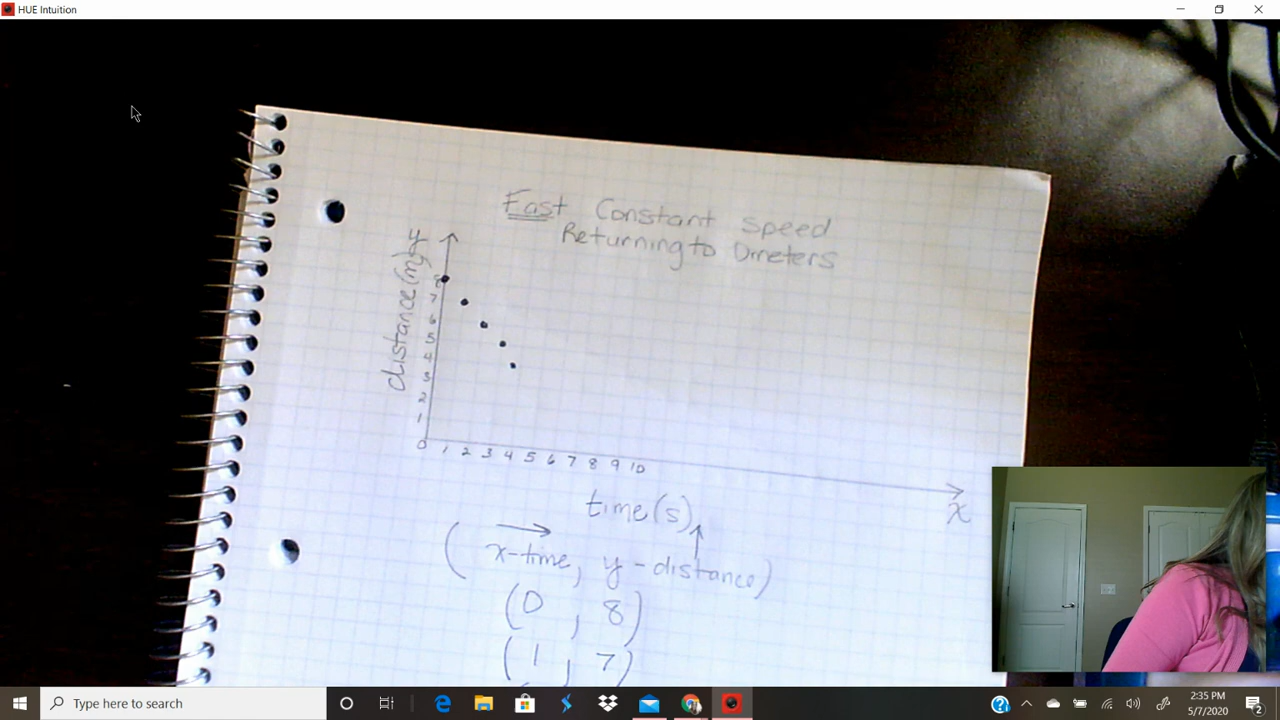 HUE Intuition
Fast Constant Speed
Returning to 0meters
y
distance(m)
8
7
6
5
4
3
2
1
0
1 2 3 4 5 6 7 8 9 10
time(s)
x
(x-time, y-distance)
(0, 8)
(1, 7)
Type here to search
2:35 PM
5/7/2020
2